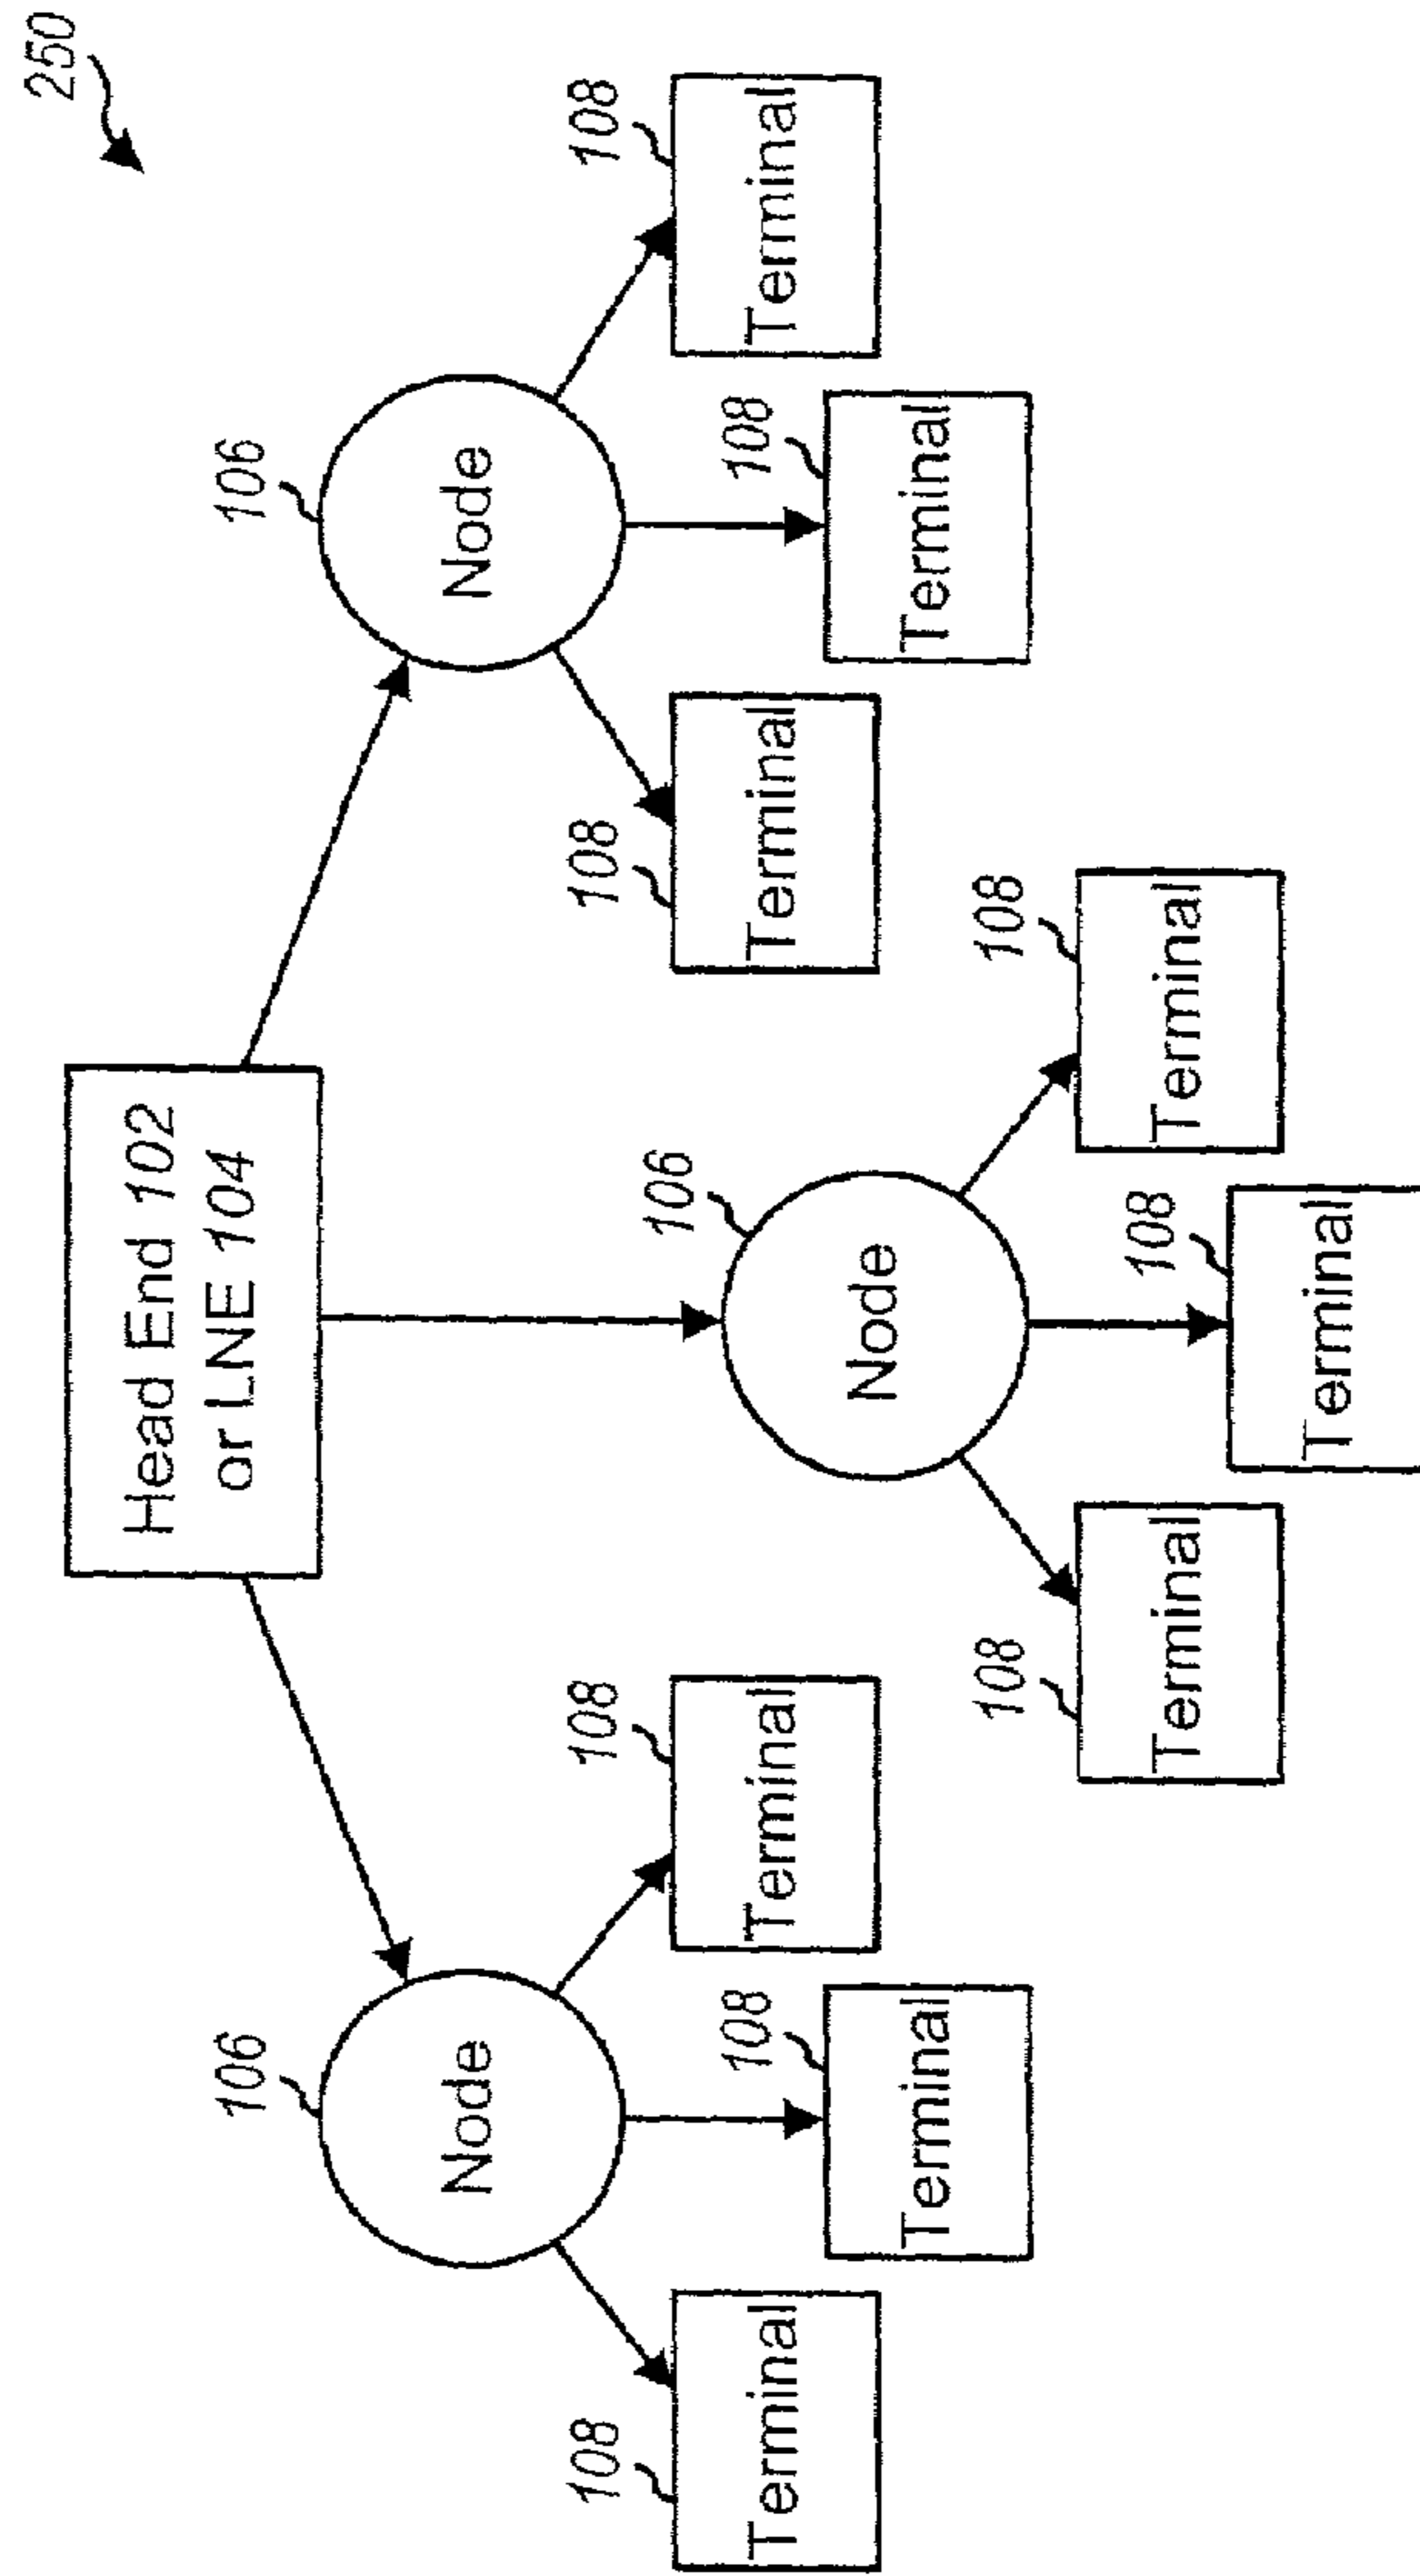 250
Head End 102
or LNE 104
106
106
Node
Node
108
108
108
108
106
108
108
Terminal
Terminal
Terminal
Terminal
Node
Terminal
Terminal
108
108
108
Terminal
Terminal
Terminal